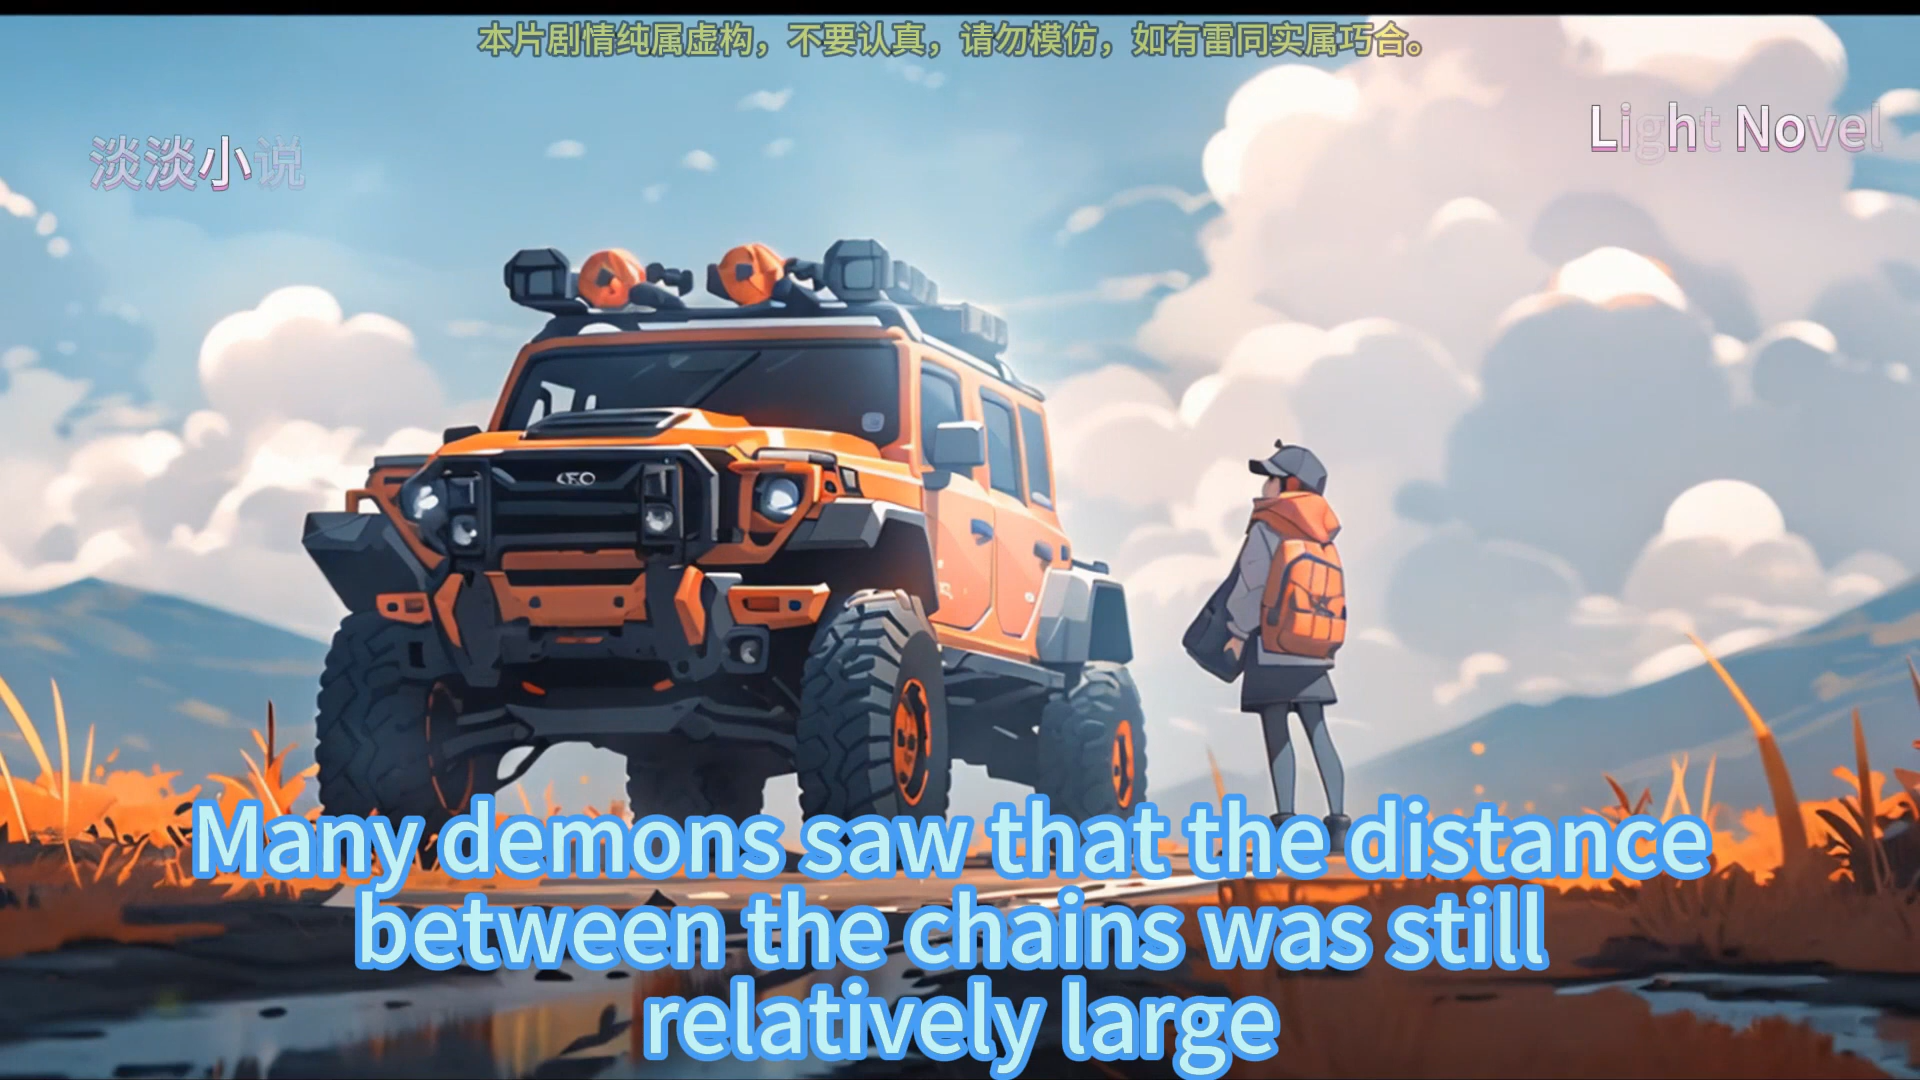 本片剧情纯属虚构，不要认真，请勿模仿，如有雷同实属巧合。
淡淡小说
Light Novel
Many demons saw that the distance
between the chains was still
relatively large